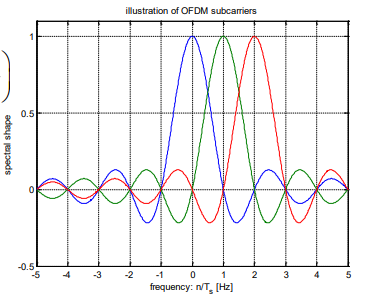 illustration of OFDM subcarriers
1
0.5
0
-0.5
spectral shape
-5 -4 -3 -2 -1 0 1 2 3 4 5
frequency: n/Ts [Hz]